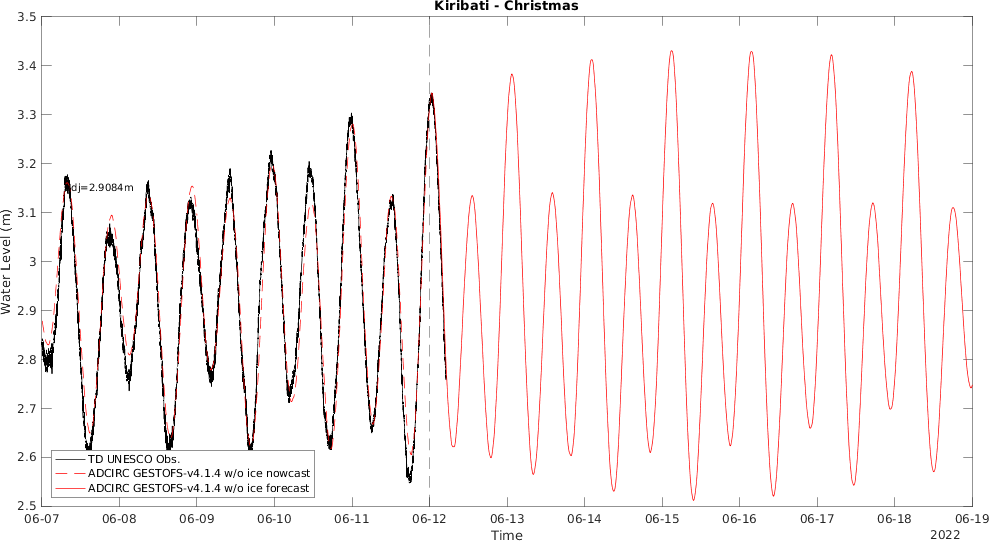 Kiribati - Christmas
3.5
3.4
3.3
3.2
3.1
3
2.9
2.8
2.7
2.6
2.5
Water Level (m)
dj=2.9084m
TD UNESCO Obs.
ADCIRC GESTOFS-v4.1.4 w/o ice nowcast
ADCIRC GESTOFS-v4.1.4 w/o ice forecast
06-07 06-08 06-09 06-10 06-11 06-12 06-13 06-14 06-15 06-16 06-17 06-18 06-19
Time
2022